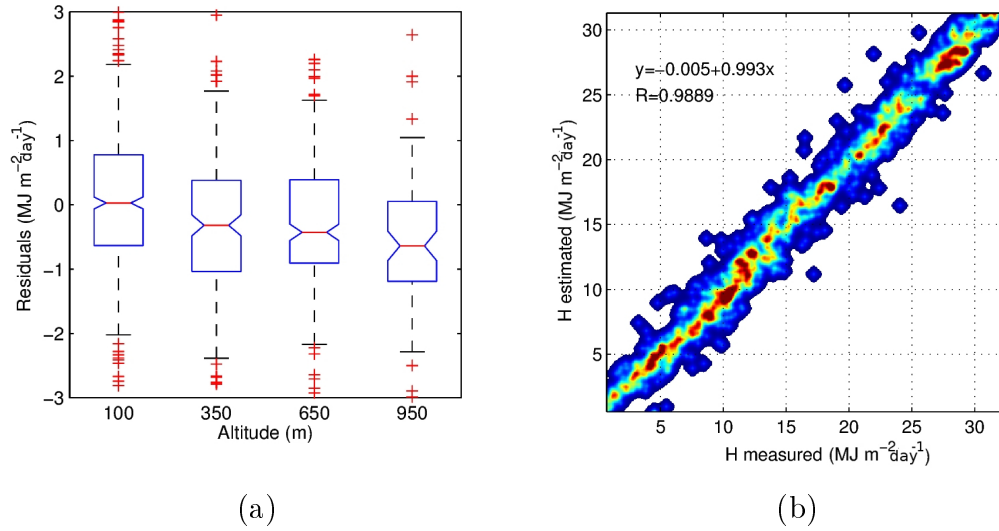 3
2
1
0
−1
−2
−3
Residuals (MJ m⁻²day⁻¹)
100 350 650 950
Altitude (m)
(a)
30
25
20
15
10
5
H estimated (MJ m⁻²day⁻¹)
y=−0.005+0.993x
R=0.9889
5 10 15 20 25 30
H measured (MJ m⁻²day⁻¹)
(b)